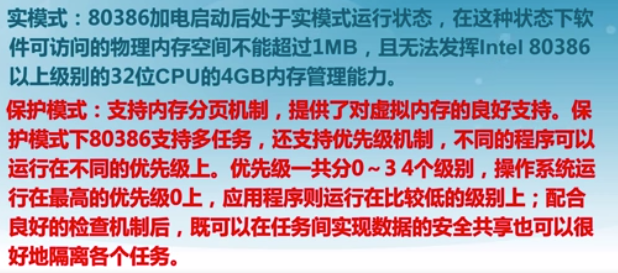 实模式：80386加电启动后处于实模式运行状态，在这种状态下软
件可访问的物理内存空间不能超过1MB，且无法发挥Intel 80386
以上级别的32位CPU的4GB内存管理能力。
保护模式：支持内存分页机制，提供了对虚拟内存的良好支持。保
护模式下80386支持多任务，还支持优先级机制，不同的程序可以
运行在不同的优先级上。优先级一共分0～3 4个级别，操作系统运
行在最高的优先级0上，应用程序则运行在比较低的级别上；配合
良好的检查机制后，既可以在任务间实现数据的安全共享也可以很
好地隔离各个任务。